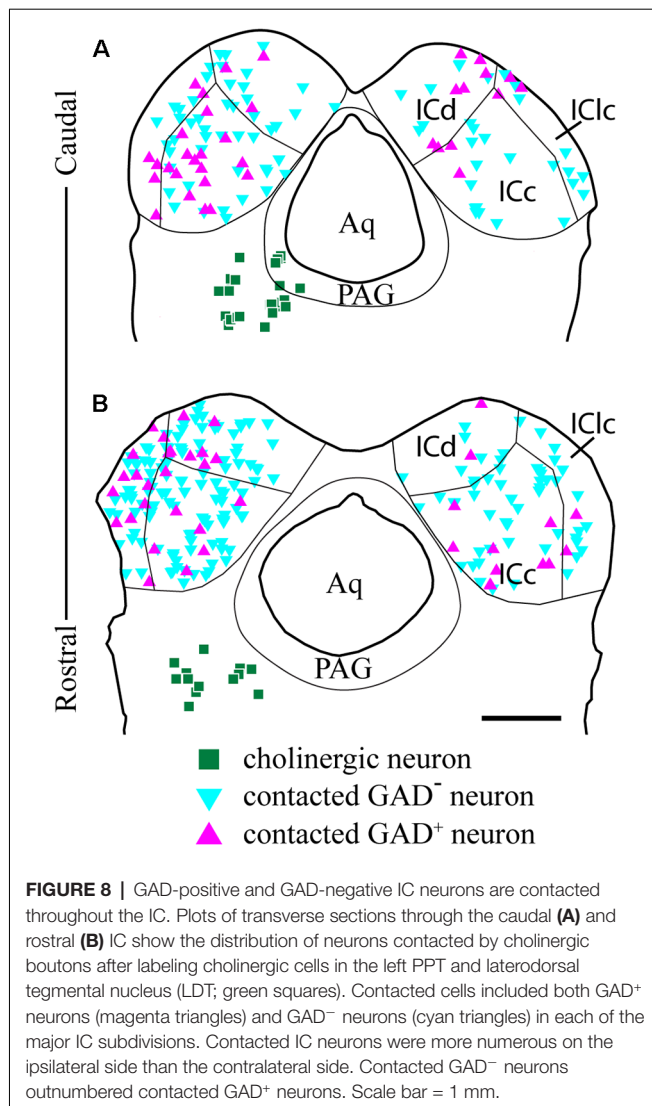 A
Caudal
ICd
IClc
ICc
Aq
PAG
B
ICd
IClc
ICc
Aq
PAG
Rostral
cholinergic neuron
contacted GAD⁻ neuron
contacted GAD⁺ neuron
FIGURE 8 | GAD-positive and GAD-negative IC neurons are contacted
throughout the IC. Plots of transverse sections through the caudal (A) and
rostral (B) IC show the distribution of neurons contacted by cholinergic
boutons after labeling cholinergic cells in the left PPT and laterodorsal
tegmental nucleus (LDT; green squares). Contacted cells included both GAD⁺
neurons (magenta triangles) and GAD⁻ neurons (cyan triangles) in each of the
major IC subdivisions. Contacted IC neurons were more numerous on the
ipsilateral side than the contralateral side. Contacted GAD⁻ neurons
outnumbered contacted GAD⁺ neurons. Scale bar = 1 mm.